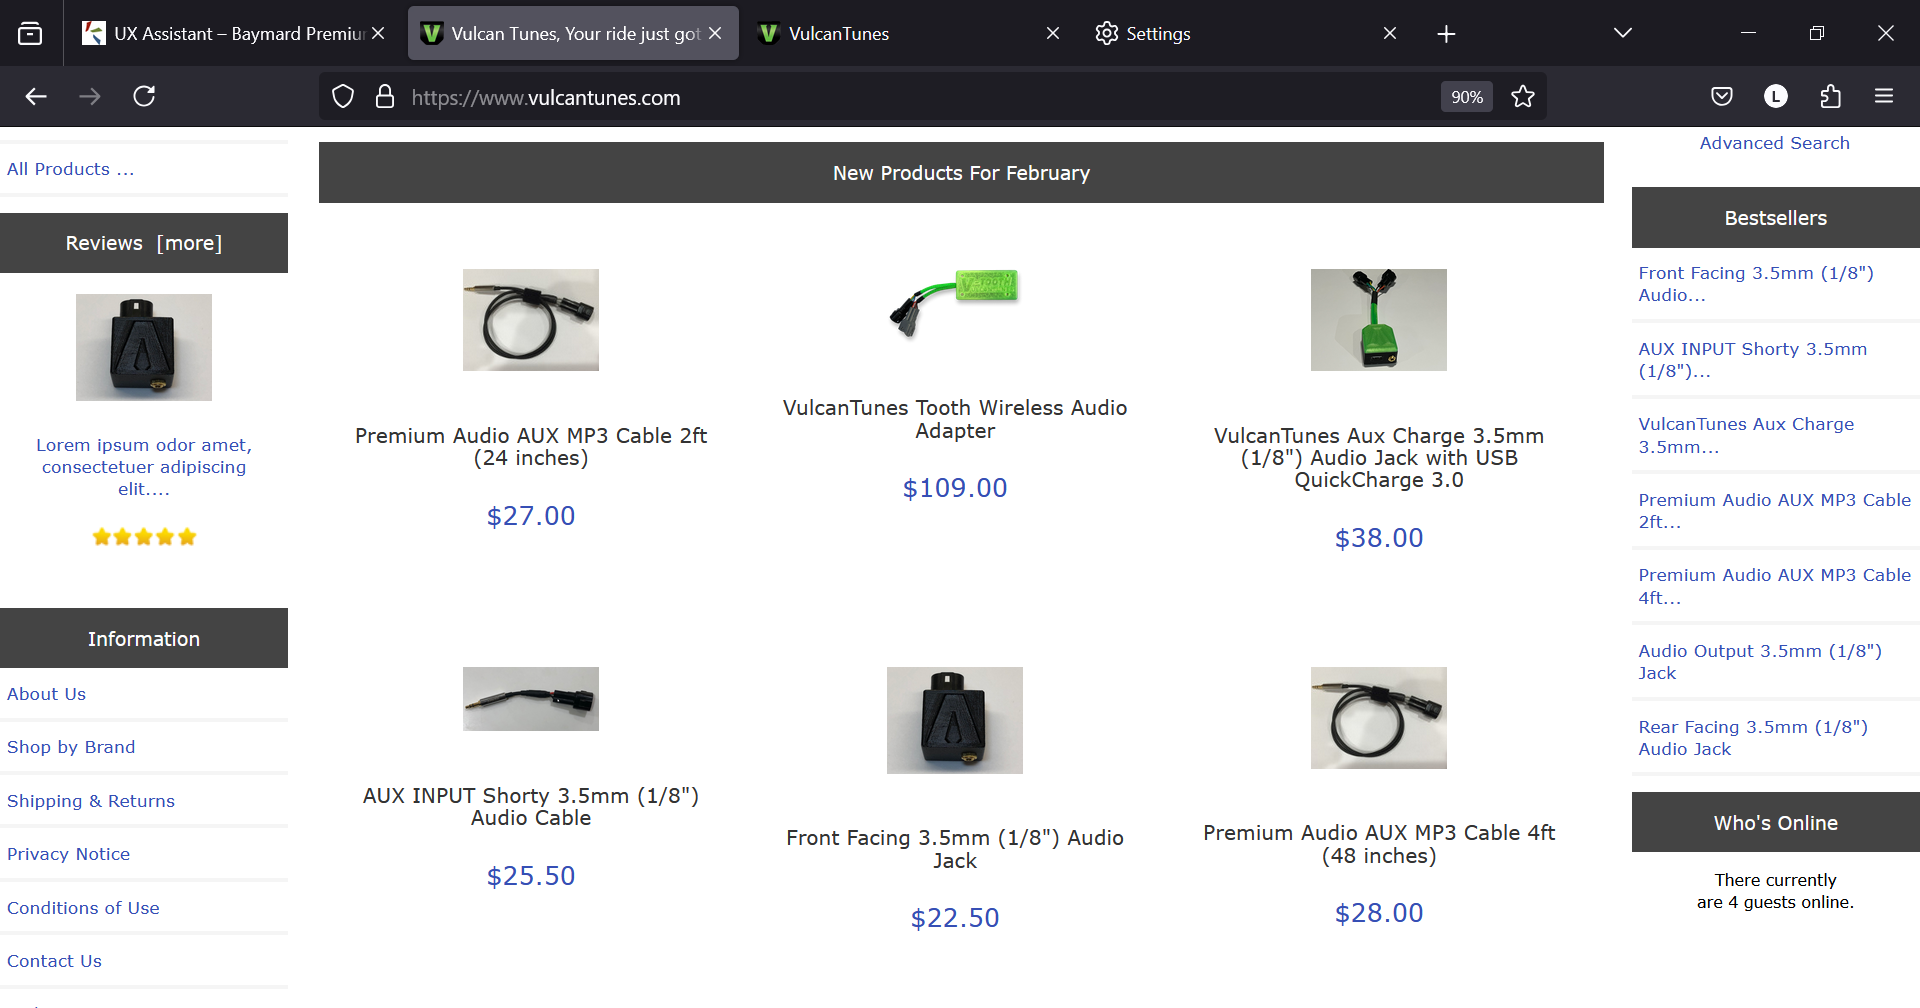 UX Assistant – Baymard Premiu
Vulcan Tunes, Your ride just got
VulcanTunes
Settings
https://www.vulcantunes.com
90%
L
All Products ...
Reviews [more]
Lorem ipsum odor amet,
consectetuer adipiscing
elit....
Information
About Us
Shop by Brand
Shipping & Returns
Privacy Notice
Conditions of Use
Contact Us
New Products For February
Premium Audio AUX MP3 Cable 2ft
(24 inches)
$27.00
VulcanTunes Tooth Wireless Audio
Adapter
$109.00
VulcanTunes Aux Charge 3.5mm
(1/8") Audio Jack with USB
QuickCharge 3.0
$38.00
AUX INPUT Shorty 3.5mm (1/8")
Audio Cable
$25.50
Front Facing 3.5mm (1/8") Audio
Jack
$22.50
Premium Audio AUX MP3 Cable 4ft
(48 inches)
$28.00
Advanced Search
Bestsellers
Front Facing 3.5mm (1/8")
Audio...
AUX INPUT Shorty 3.5mm
(1/8")...
VulcanTunes Aux Charge
3.5mm...
Premium Audio AUX MP3 Cable
2ft...
Premium Audio AUX MP3 Cable
4ft...
Audio Output 3.5mm (1/8")
Jack
Rear Facing 3.5mm (1/8")
Audio Jack
Who's Online
There currently
are 4 guests online.